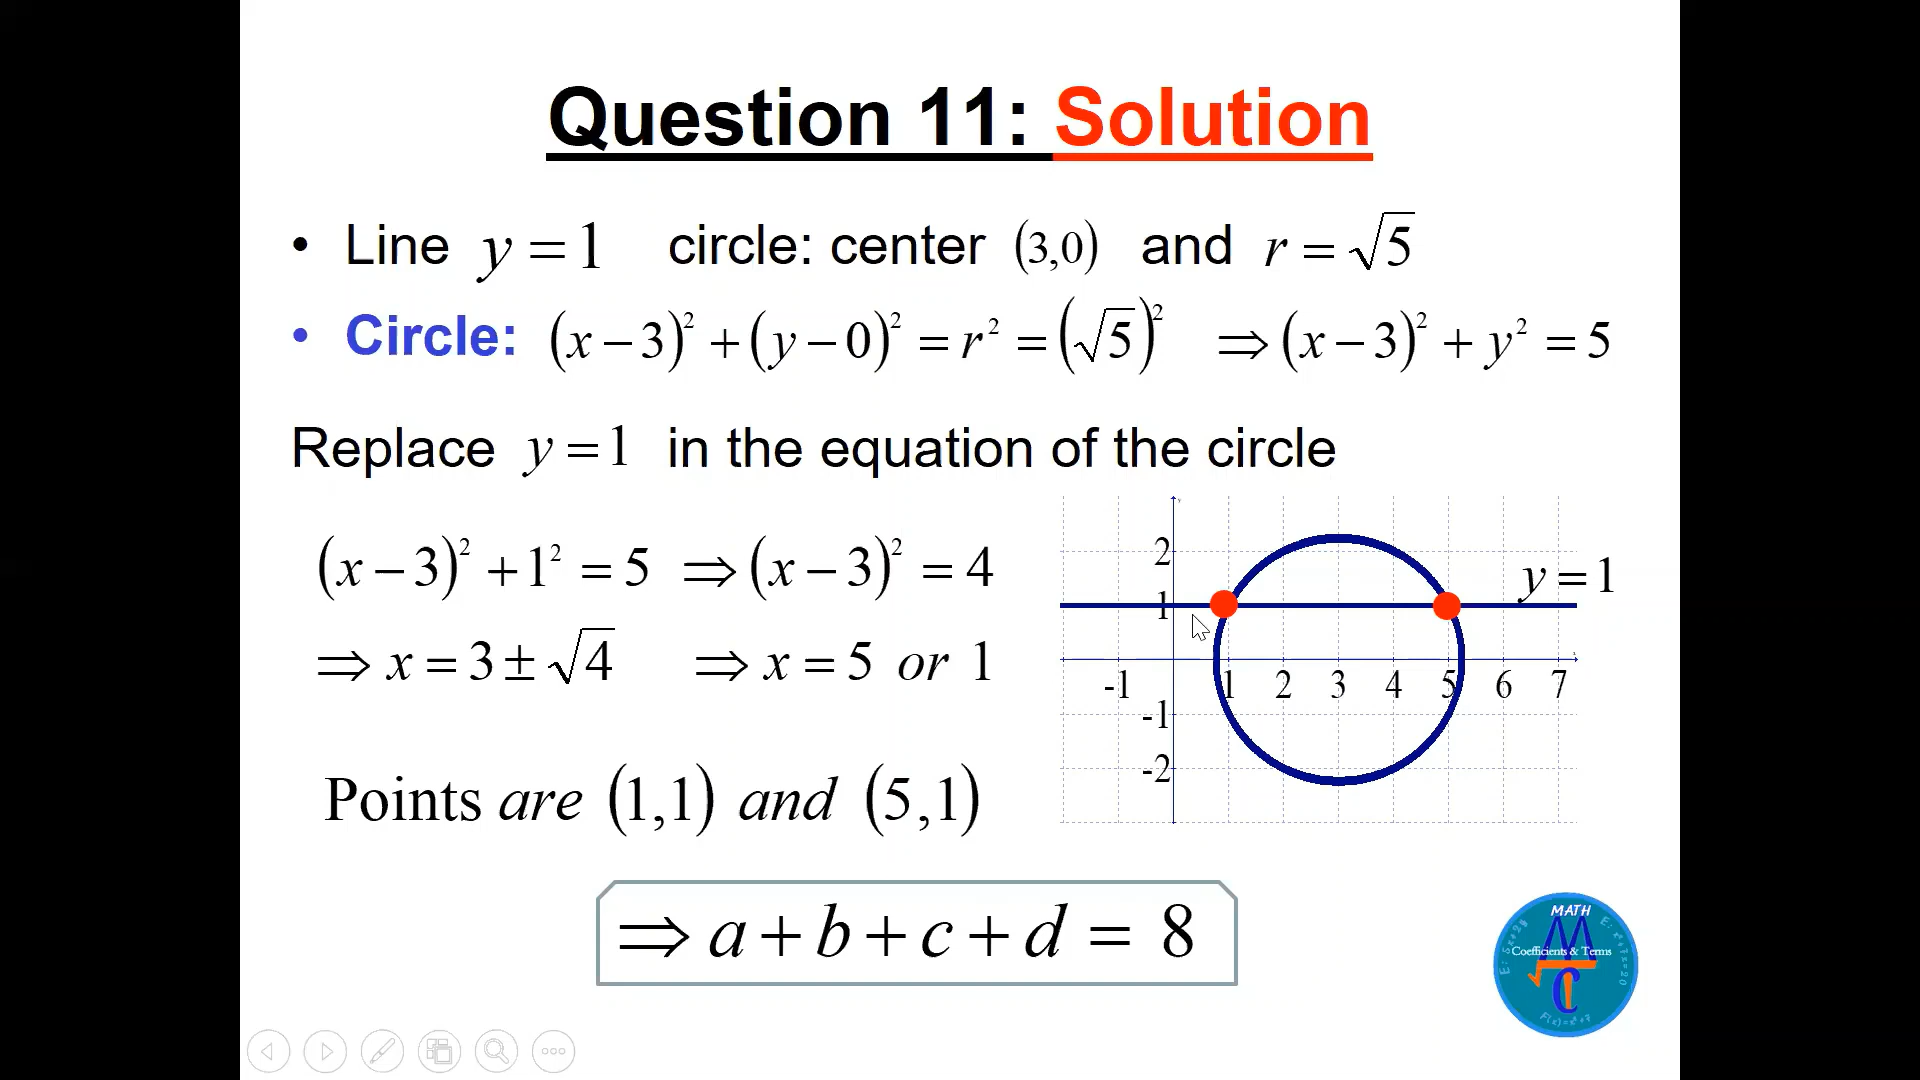 Question 11: Solution
• Line y = 1 circle: center (3,0) and r = √5
• Circle: (x − 3)² + (y − 0)² = r² = (√5)² ⇒ (x − 3)² + y² = 5
Replace y = 1 in the equation of the circle
(x − 3)² + 1² = 5 ⇒ (x − 3)² = 4
⇒ x = 3 ± √4 ⇒ x = 5 or 1
Points are (1,1) and (5,1)
y
2
y = 1
1
-1 1 2 3 4 5 6 7
-1
-2
⇒ a + b + c + d = 8
MATH
Coefficients & Terms